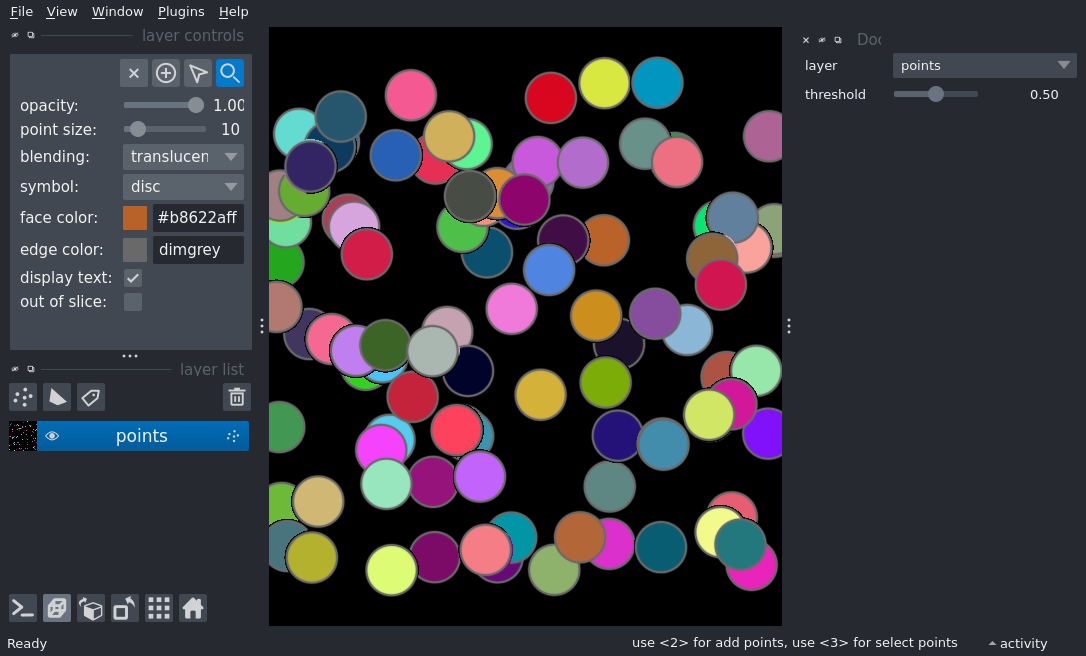 File View Window Plugins Help
layer controls
opacity: 1.00
point size: 10
blending: translucen
symbol: disc
face color: #b8622aff
edge color: dimgrey
display text:
out of slice:
layer list
points
Doc
layer points
threshold 0.50
Ready use <2> for add points, use <3> for select points activity